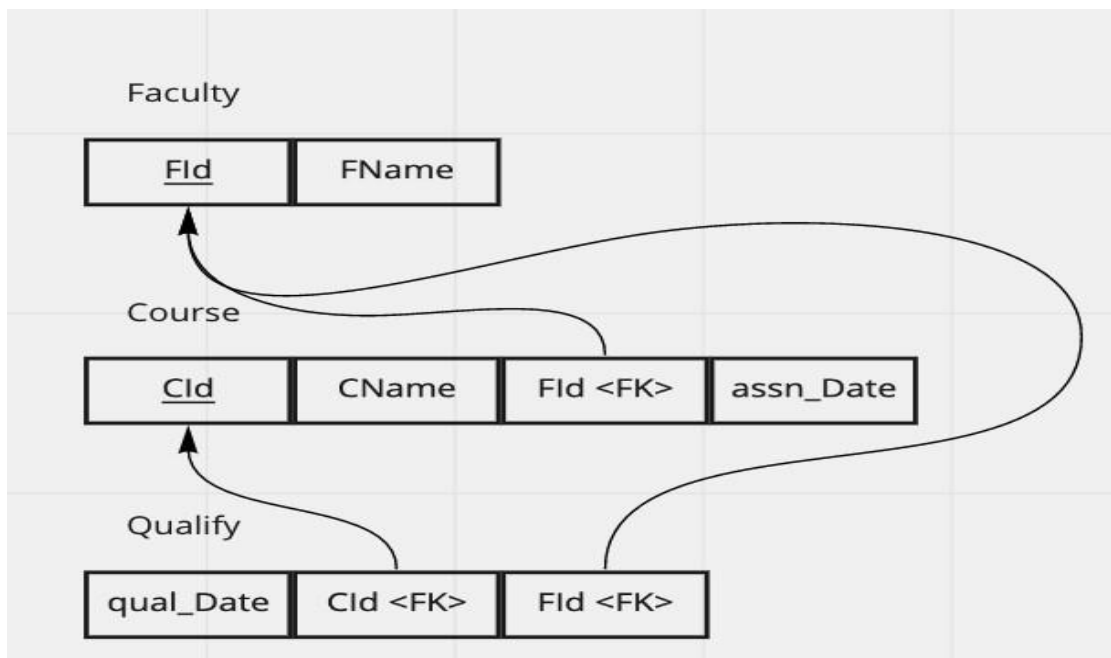 Faculty
FId FName
Course
CId CName FId <FK> assn_Date
Qualify
qual_Date CId <FK> FId <FK>